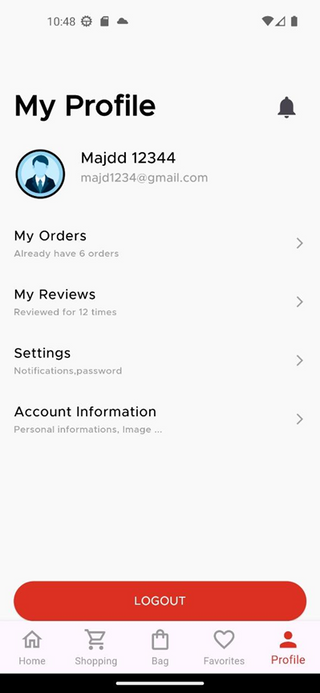 10:48
My Profile
Majdd 12344
majd1234@gmail.com
My Orders
Already have 6 orders
My Reviews
Reviewed for 12 times
Settings
Notifications,password
Account Information
Personal informations, Image ...
LOGOUT
Home Shopping Bag Favorites Profile